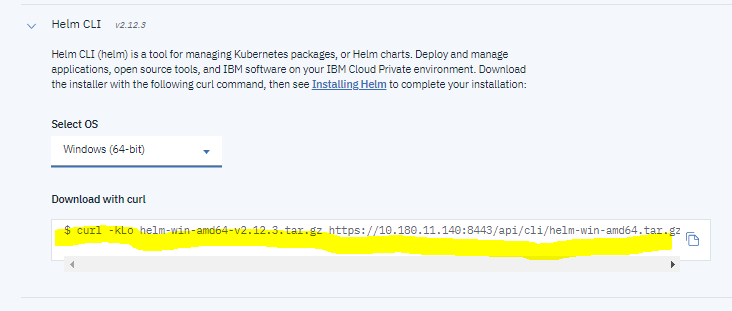 Helm CLI v2.12.3
Helm CLI (helm) is a tool for managing Kubernetes packages, or Helm charts. Deploy and manage
applications, open source tools, and IBM software on your IBM Cloud Private environment. Download
the installer with the following curl command, then see Installing Helm to complete your installation:
Select OS
Windows (64-bit)
Download with curl
$ curl -kLo helm-win-amd64-v2.12.3.tar.gz https://10.180.11.140:8443/api/cli/helm-win-amd64.tar.gz